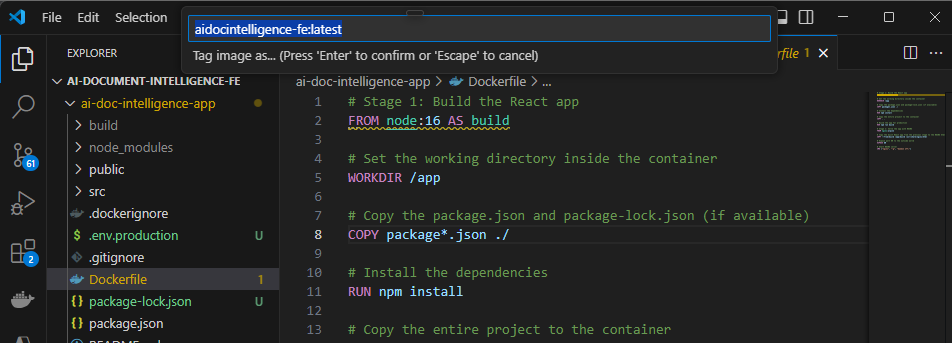 File Edit Selection
aidocintelligence-fe:latest
Tag image as... (Press 'Enter' to confirm or 'Escape' to cancel)
EXPLORER
AI-DOCUMENT-INTELLIGENCE-FE
ai-doc-intelligence-app
build
node_modules
public
src
.dockerignore
.env.production U
.gitignore
Dockerfile 1
package-lock.json U
package.json
61
2
1
ai-doc-intelligence-app > Dockerfile > ...
1 # Stage 1: Build the React app
2 FROM node:16 AS build
3
4 # Set the working directory inside the container
5 WORKDIR /app
6
7 # Copy the package.json and package-lock.json (if available)
8 COPY package*.json ./
9
10 # Install the dependencies
11 RUN npm install
12
13 # Copy the entire project to the container